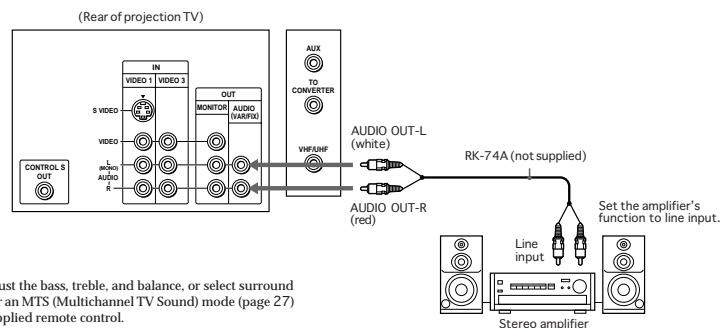 (Rear of projection TV)
AUX
TO
CONVERTER
VHF/UHF
IN
VIDEO 1 VIDEO 3
OUT
MONITOR AUDIO
(VAR/FIX)
S VIDEO
VIDEO
L
(MONO)
AUDIO
R
CONTROL S
OUT
AUDIO OUT-L
(white)
AUDIO OUT-R
(red)
RK-74A (not supplied)
Set the amplifier's
function to line input.
Line
input
Stereo amplifier
ust the bass, treble, and balance, or select surround
r an MTS (Multichannel TV Sound) mode (page 27)
pplied remote control.